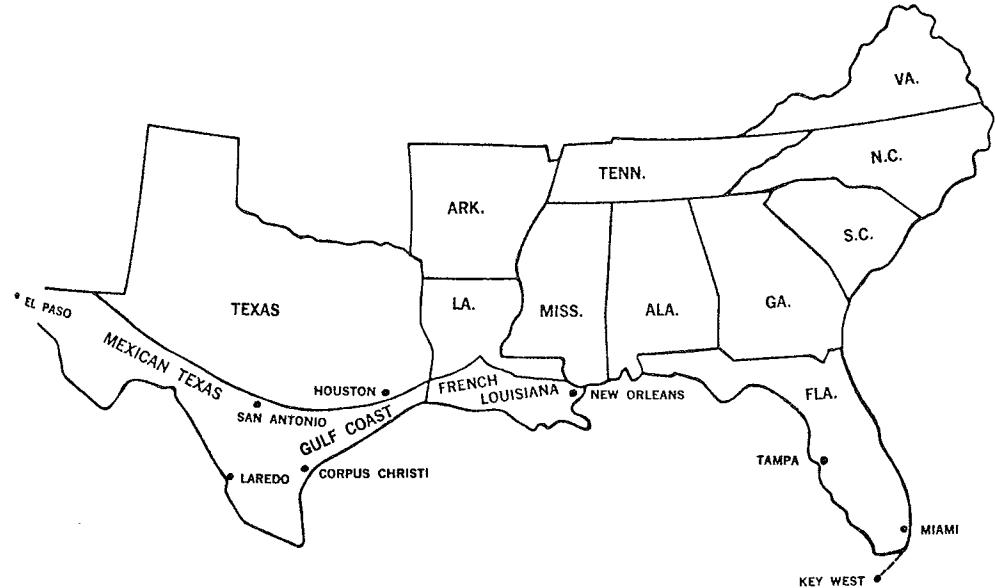 VA.
N.C.
TENN.
ARK.
S.C.
EL PASO
TEXAS
LA.
MISS.
ALA.
GA.
MEXICAN TEXAS
HOUSTON
FRENCH
LOUISIANA
NEW ORLEANS
FLA.
SAN ANTONIO
GULF COAST
TAMPA
LAREDO
CORPUS CHRISTI
MIAMI
KEY WEST